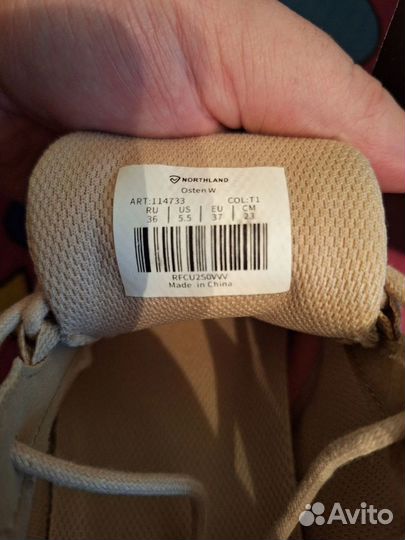 NORTHLAND
Osten W
ART:114733 COL:T1
RU US EU CM
36 5.5 37 23
RFCU2S0VVV
Made in China
Avito